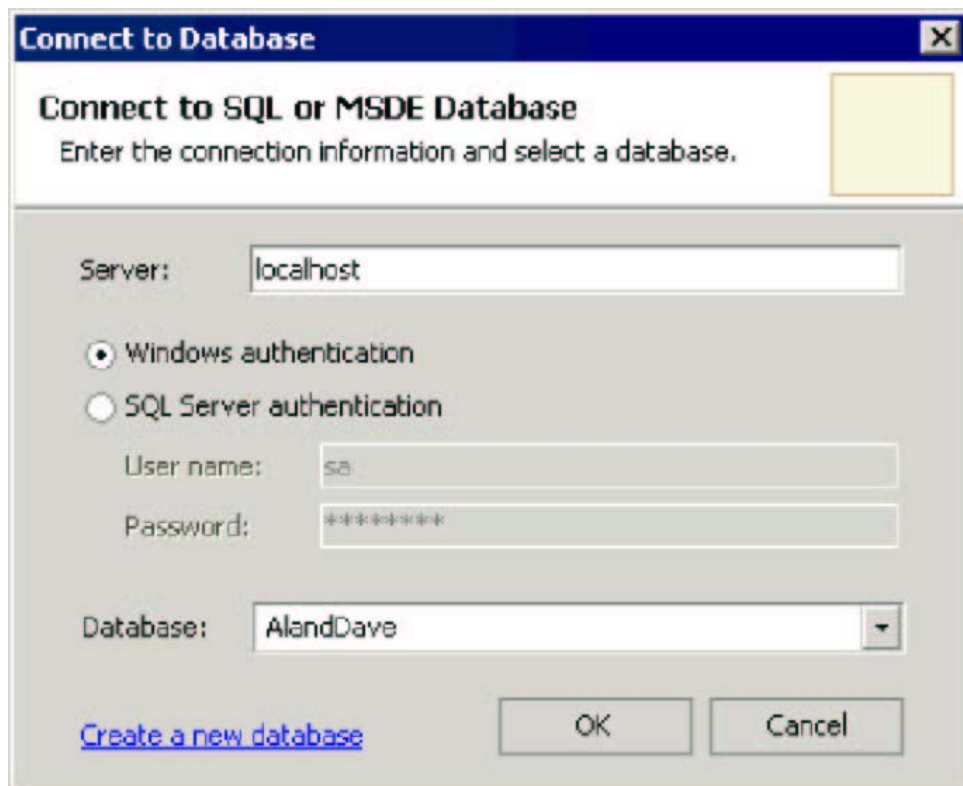 Connect to Database
Connect to SQL or MSDE Database
Enter the connection information and select a database.
Server: localhost
Windows authentication
SQL Server authentication
User name: sa
Password: ********
Database: AlandDave
Create a new database OK Cancel